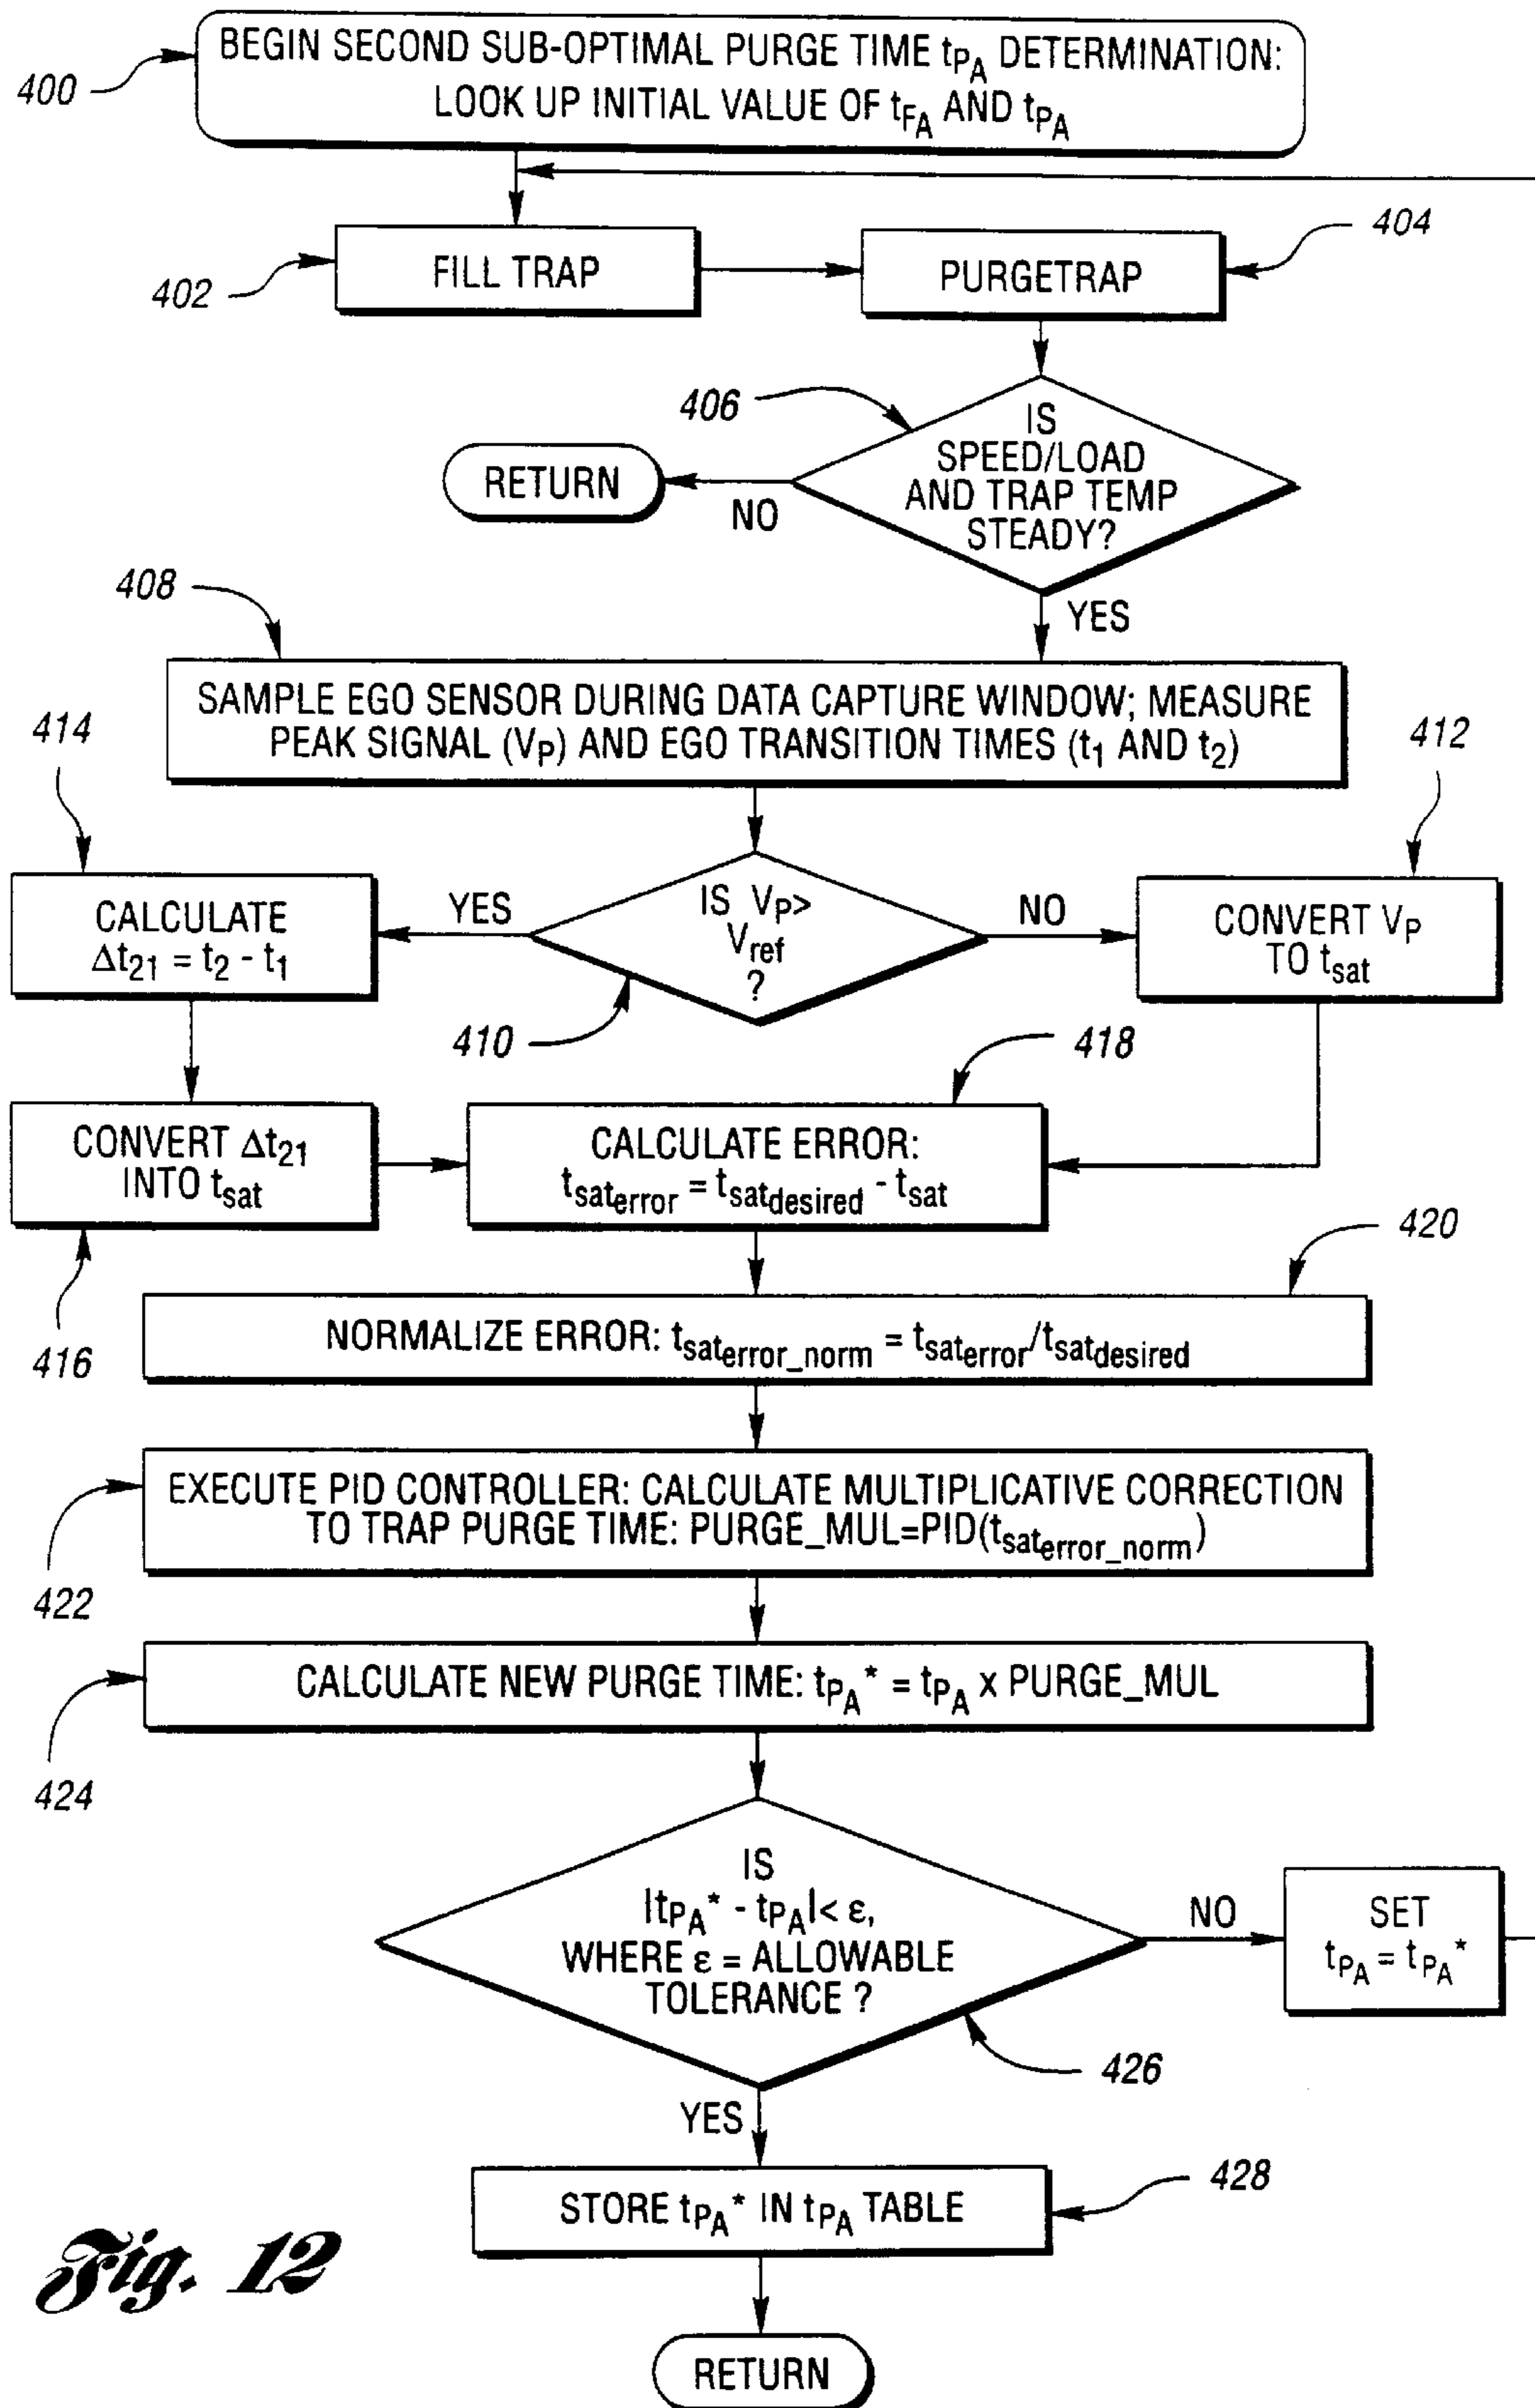 400
BEGIN SECOND SUB-OPTIMAL PURGE TIME tPA DETERMINATION:
LOOK UP INITIAL VALUE OF tFA AND tPA
402
FILL TRAP
PURGETRAP
404
406
IS
SPEED/LOAD
AND TRAP TEMP
STEADY?
NO
RETURN
YES
408
SAMPLE EGO SENSOR DURING DATA CAPTURE WINDOW; MEASURE
PEAK SIGNAL (VP) AND EGO TRANSITION TIMES (t1 AND t2)
414
412
CALCULATE
Δt21 = t2 - t1
YES
IS VP>
Vref
?
NO
CONVERT VP
TO tsat
410
418
CONVERT Δt21
INTO tsat
CALCULATE ERROR:
tsaterror = tsatdesired - tsat
416
420
NORMALIZE ERROR: tsaterror_norm = tsaterror/tsatdesired
EXECUTE PID CONTROLLER: CALCULATE MULTIPLICATIVE CORRECTION
TO TRAP PURGE TIME: PURGE_MUL=PID(tsaterror_norm)
422
CALCULATE NEW PURGE TIME: tPA* = tPA x PURGE_MUL
424
IS
|tPA* - tPA|< ε,
WHERE ε = ALLOWABLE
TOLERANCE ?
NO
SET
tPA = tPA*
426
YES
STORE tPA* IN tPA TABLE
428
RETURN
Fig. 12